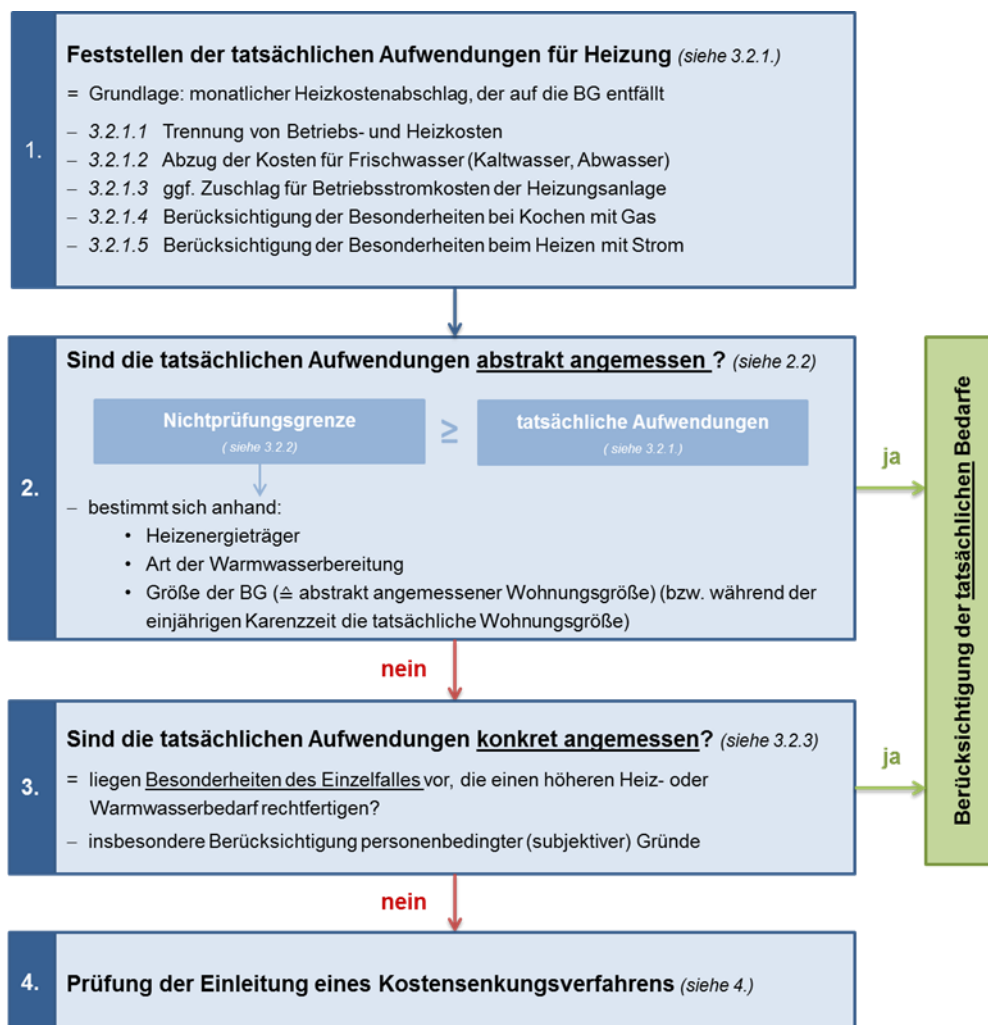 1.
Feststellen der tatsächlichen Aufwendungen für Heizung (siehe 3.2.1.)
= Grundlage: monatlicher Heizkostenabschlag, der auf die BG entfällt
– 3.2.1.1 Trennung von Betriebs- und Heizkosten
– 3.2.1.2 Abzug der Kosten für Frischwasser (Kaltwasser, Abwasser)
– 3.2.1.3 ggf. Zuschlag für Betriebsstromkosten der Heizungsanlage
– 3.2.1.4 Berücksichtigung der Besonderheiten bei Kochen mit Gas
– 3.2.1.5 Berücksichtigung der Besonderheiten beim Heizen mit Strom
2.
Sind die tatsächlichen Aufwendungen abstrakt angemessen ? (siehe 2.2)
Nichtprüfungsgrenze
( siehe 3.2.2)
≥
tatsächliche Aufwendungen
( siehe 3.2.1.)
– bestimmt sich anhand:
• Heizenergieträger
• Art der Warmwasserbereitung
• Größe der BG (≙ abstrakt angemessener Wohnungsgröße) (bzw. während der
einjährigen Karenzzeit die tatsächliche Wohnungsgröße)
ja
nein
3.
Sind die tatsächlichen Aufwendungen konkret angemessen? (siehe 3.2.3)
= liegen Besonderheiten des Einzelfalles vor, die einen höheren Heiz- oder
Warmwasserbedarf rechtfertigen?
– insbesondere Berücksichtigung personenbedingter (subjektiver) Gründe
ja
nein
4.
Prüfung der Einleitung eines Kostensenkungsverfahrens (siehe 4.)
Berücksichtigung der tatsächlichen Bedarfe